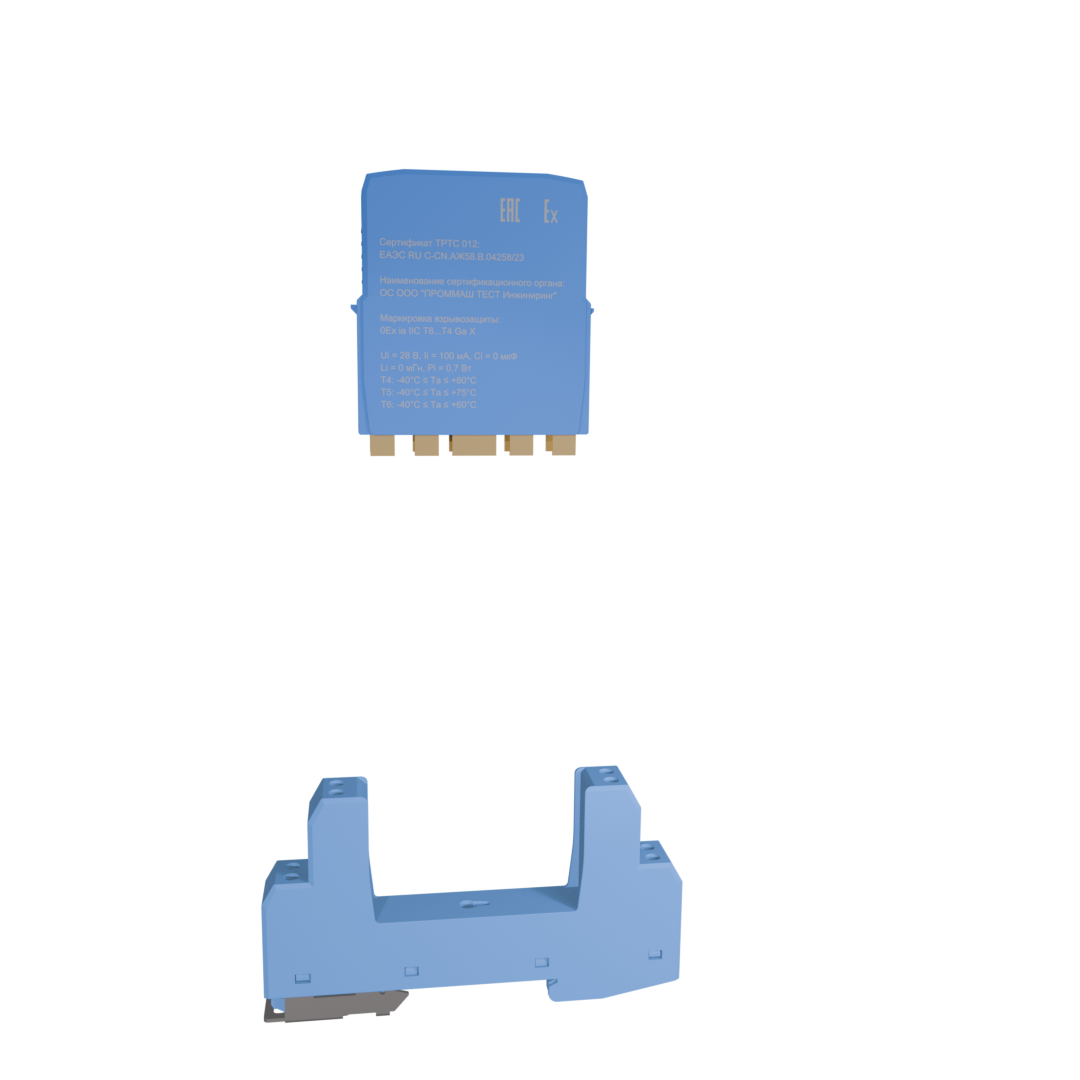 EAC Ex
Сертификат ТРТС 012:
ЕАЭС RU C-CN.АЖ58.В.04258/23
Наименование сертификационного органа:
ОС ООО "ПРОММАШ ТЕСТ Инжиниринг"
Маркировка взрывозащиты:
0Ex ia IIC T6...T4 Ga X
Ui = 28 В, Ii = 100 мА, Ci = 0 мкФ
Li = 0 мГн, Pi = 0,7 Вт
T4: -40°C ≤ Ta ≤ +80°C
T5: -40°C ≤ Ta ≤ +75°C
T6: -40°C ≤ Ta ≤ +60°C